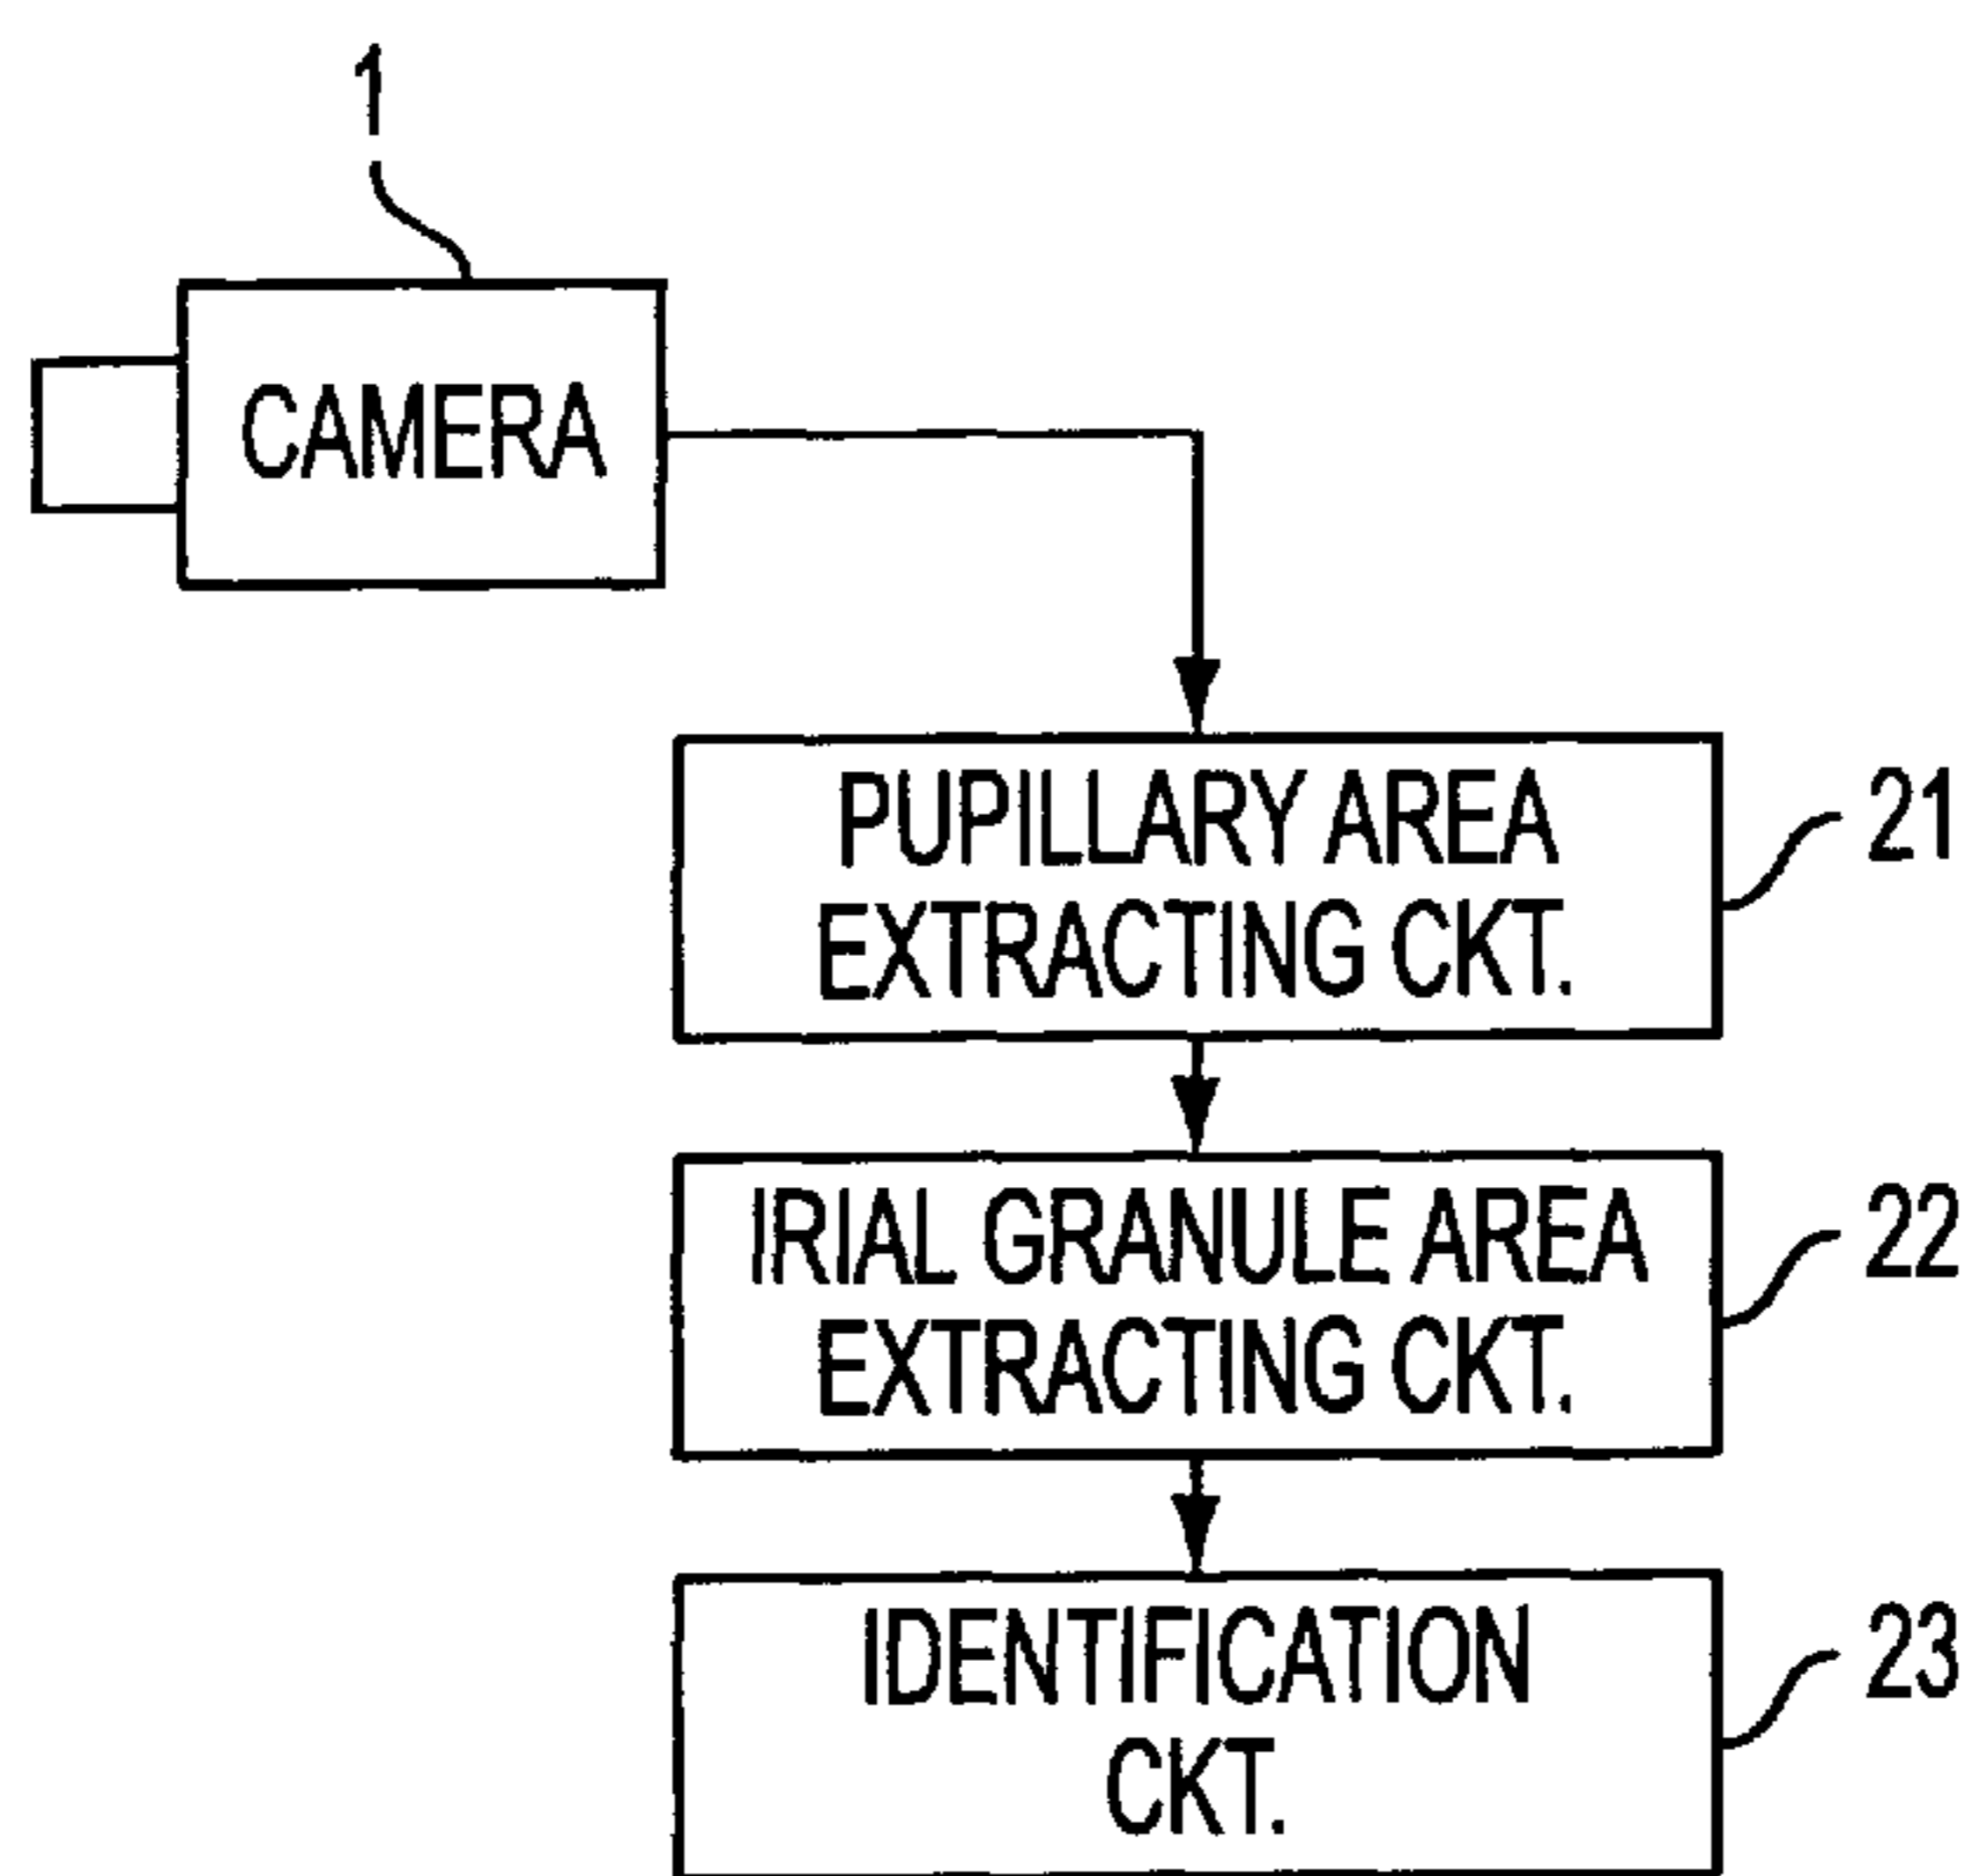 1
CAMERA
PUPILLARY AREA
EXTRACTING CKT.
21
IRIAL GRANULE AREA
EXTRACTING CKT.
22
IDENTIFICATION
CKT.
23